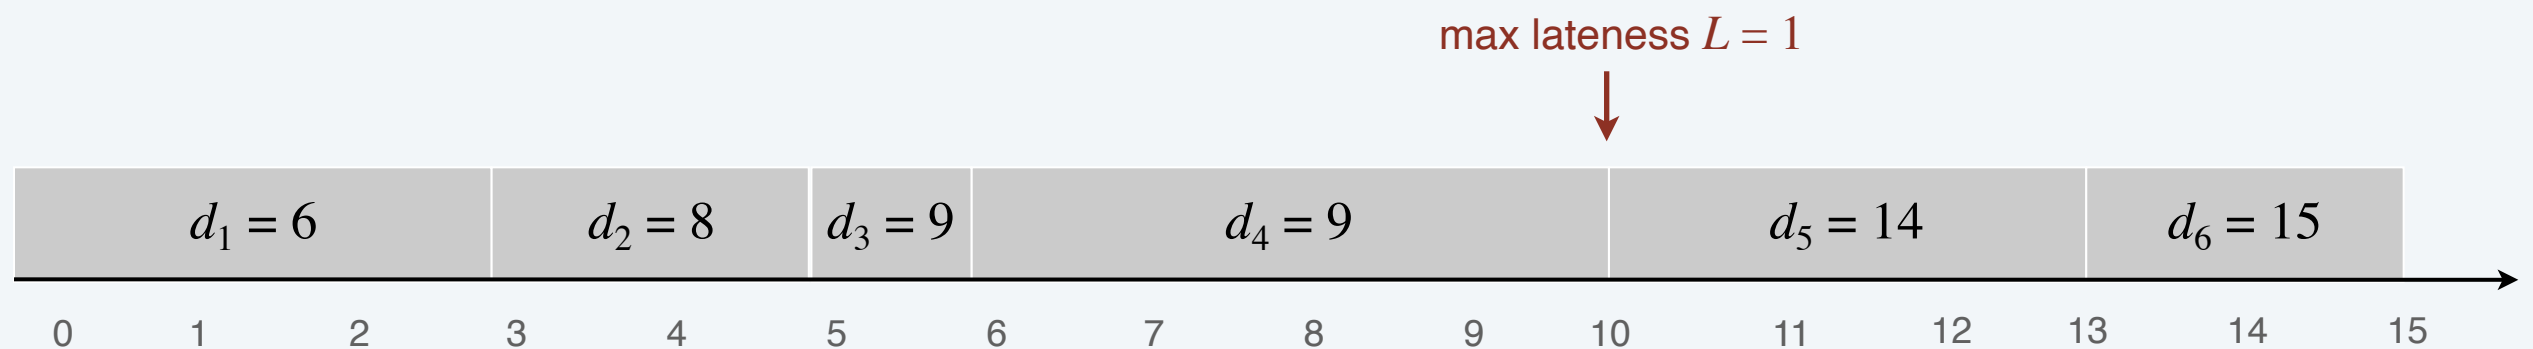 max lateness L = 1
d₁ = 6 d₂ = 8 d₃ = 9 d₄ = 9 d₅ = 14 d₆ = 15
0 1 2 3 4 5 6 7 8 9 10 11 12 13 14 15